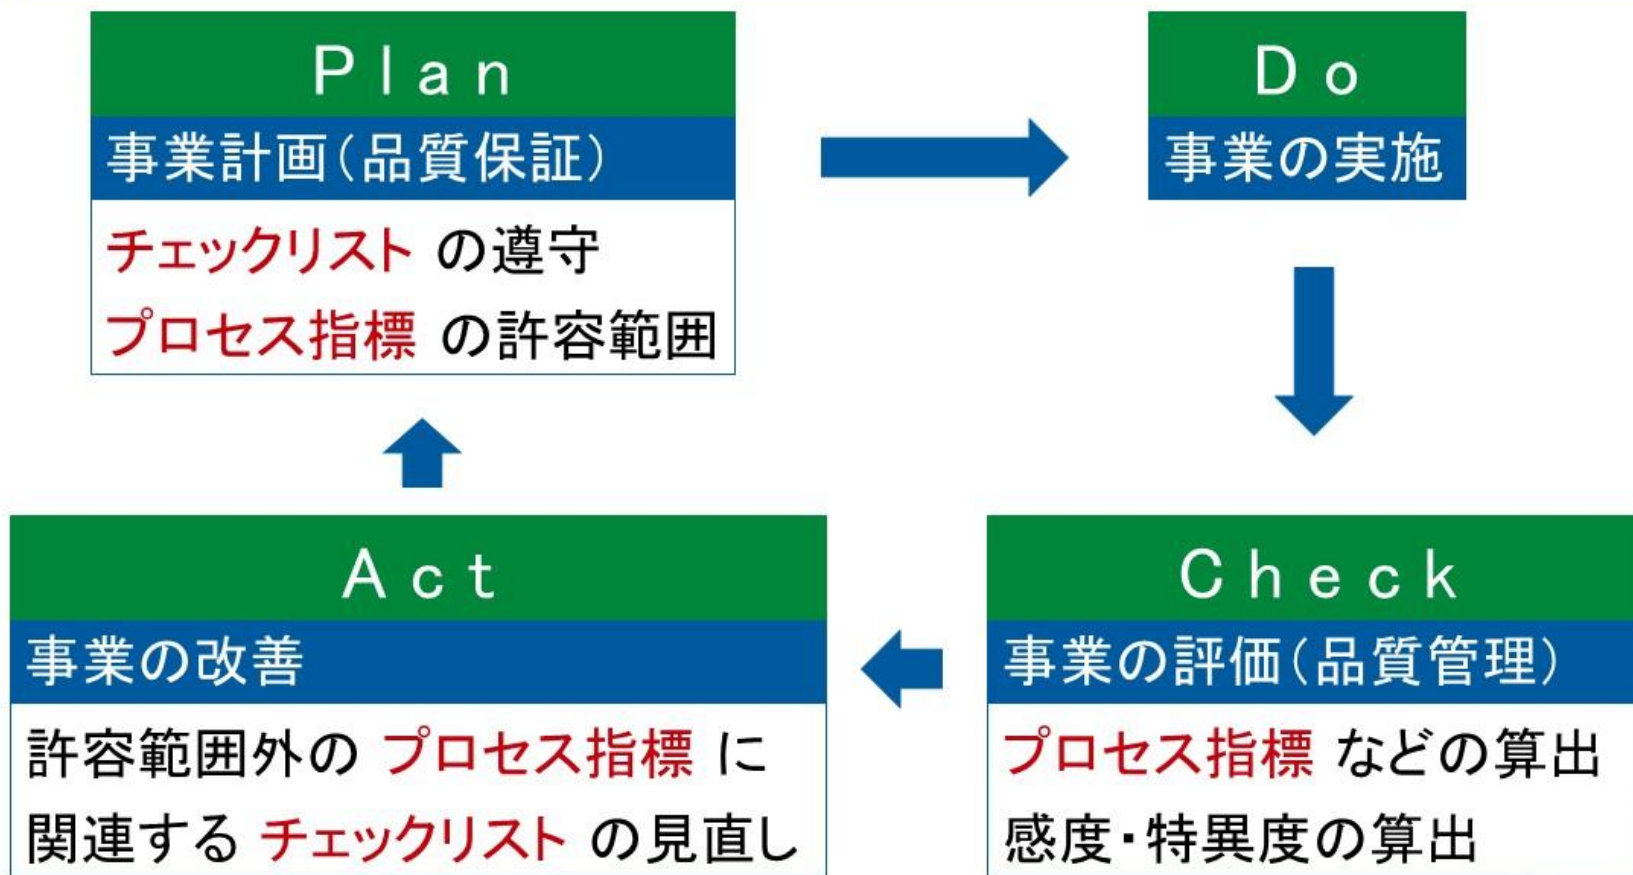 Plan
事業計画（品質保証）
チェックリスト の遵守
プロセス指標 の許容範囲
Do
事業の実施
Check
事業の評価（品質管理）
プロセス指標 などの算出
感度・特異度の算出
Act
事業の改善
許容範囲外の プロセス指標 に
関連する チェックリスト の見直し